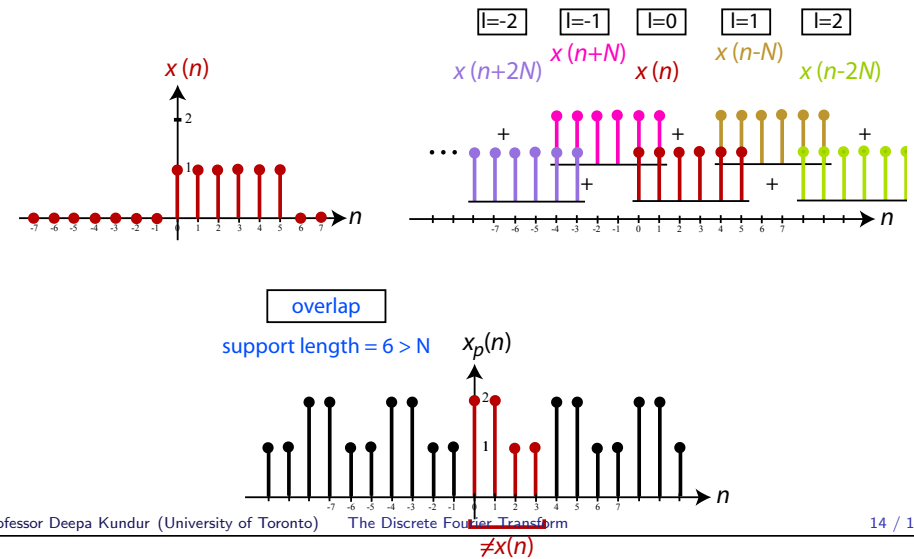 l=-2 l=-1 l=0 l=1 l=2
x (n+2N) x (n+N) x (n) x (n-N) x (n-2N)
x (n)
2
1
-7 -6 -5 -4 -3 -2 -1 0 1 2 3 4 5 6 7 n
+ + +
...
+ +
-7 -6 -5 -4 -3 -2 -1 0 1 2 3 4 5 6 7 n
overlap
support length = 6 > N
xp(n)
2
1
-7 -6 -5 -4 -3 -2 -1 0 1 2 3 4 5 6 7 n
ofessor Deepa Kundur (University of Toronto) The Discrete Fourier Transform 14 / 1
≠x(n)